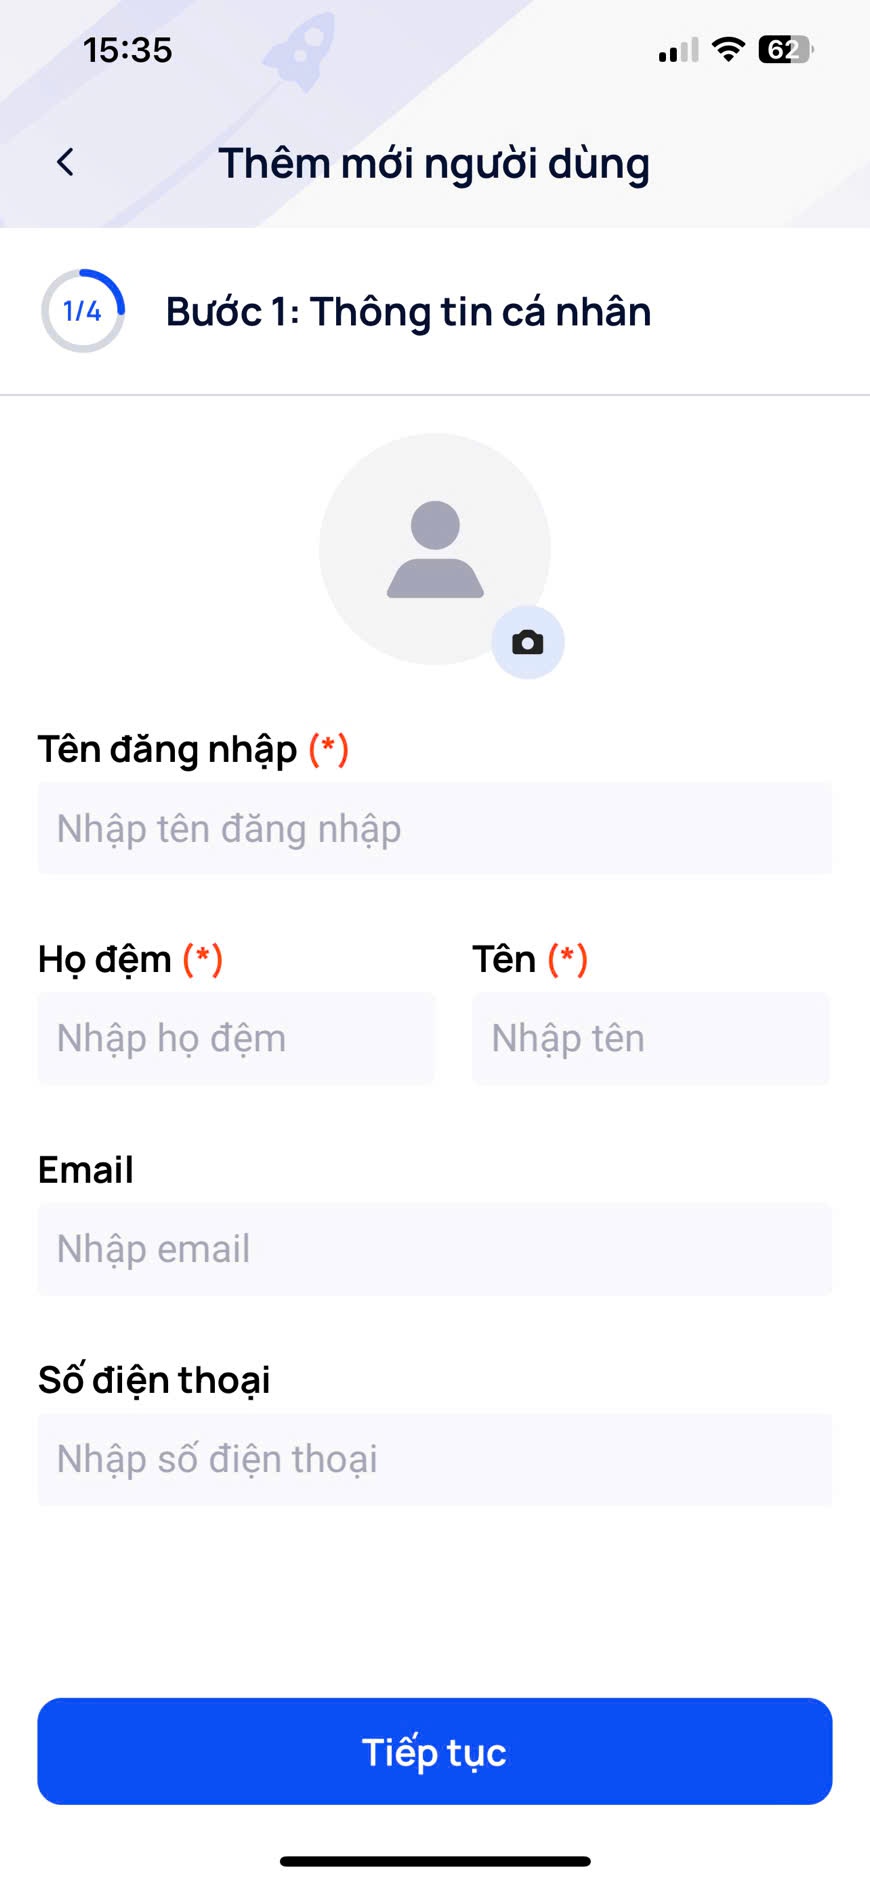 15:35
62
Thêm mới người dùng
1/4
Bước 1: Thông tin cá nhân
Tên đăng nhập (*)
Nhập tên đăng nhập
Họ đệm (*) Tên (*)
Nhập họ đệm Nhập tên
Email
Nhập email
Số điện thoại
Nhập số điện thoại
Tiếp tục